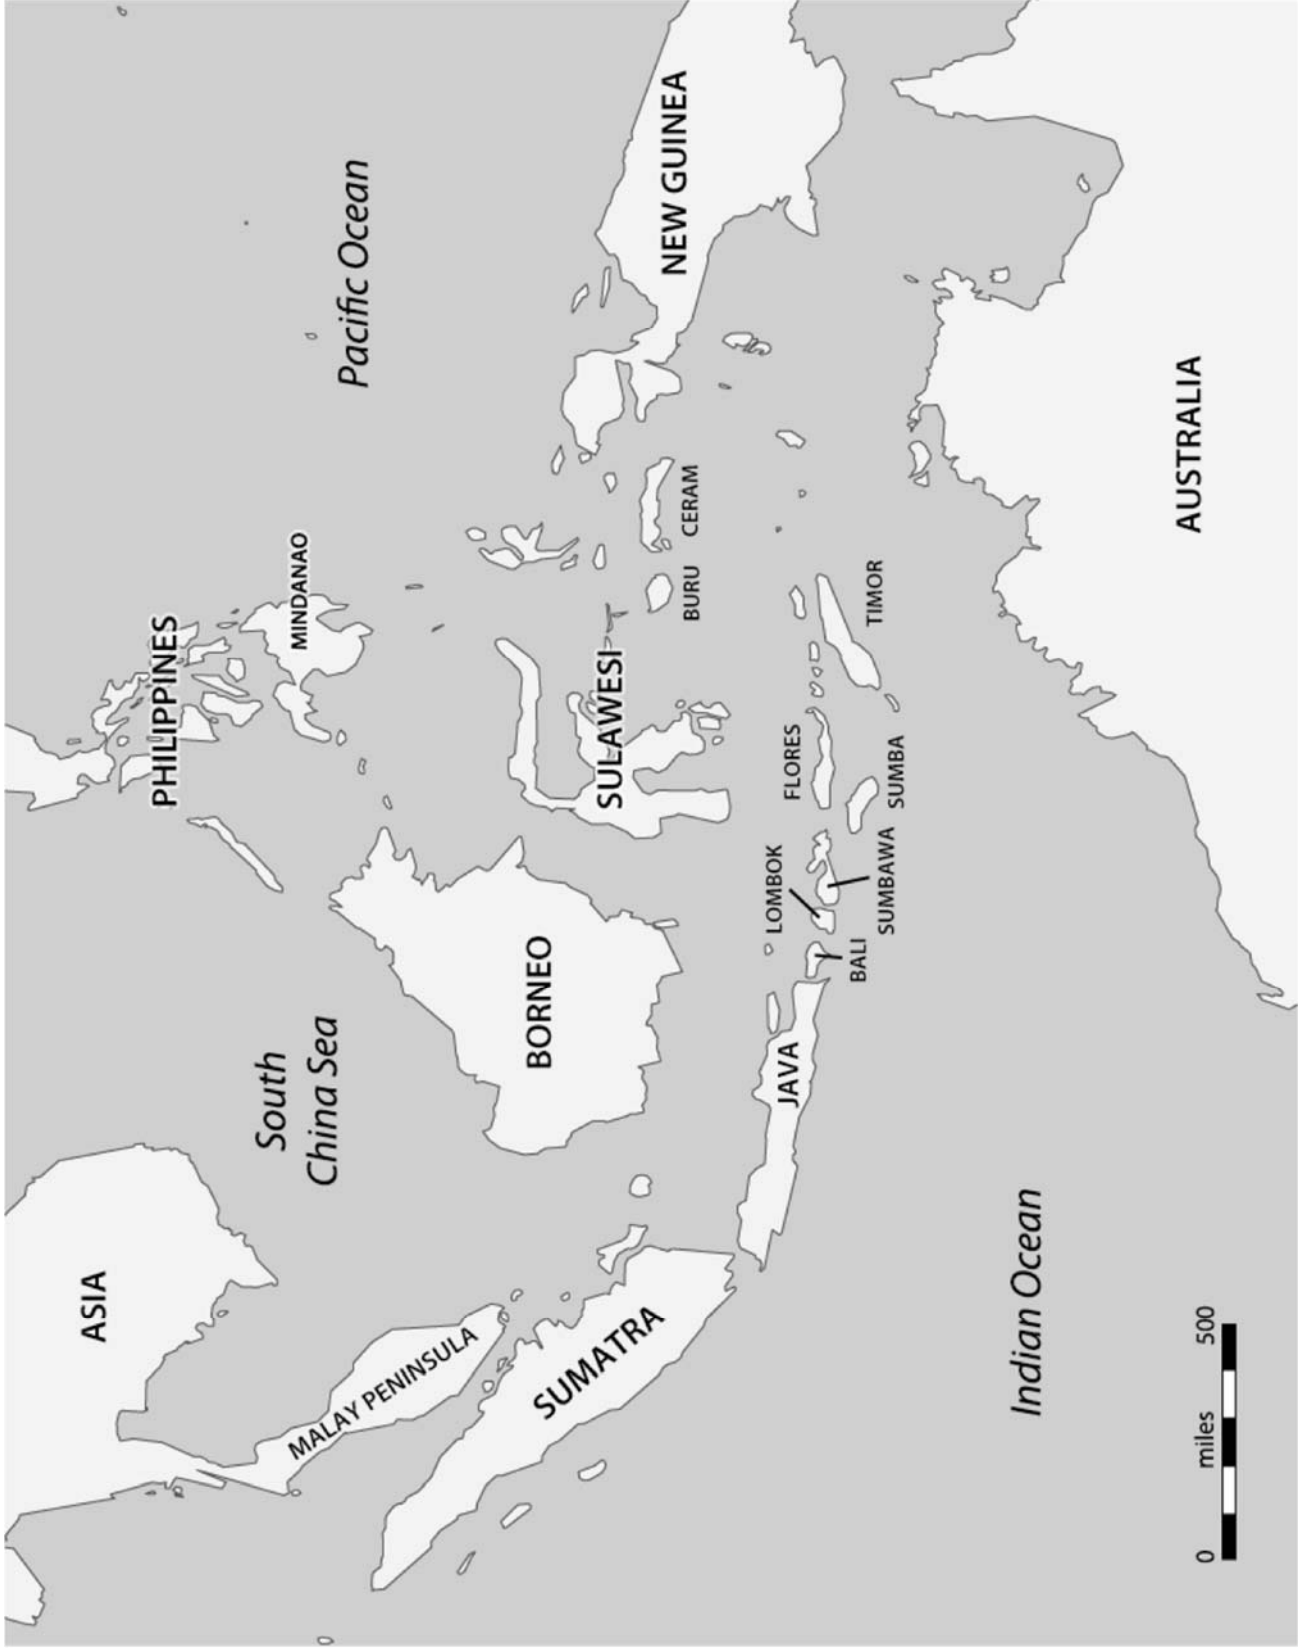 ASIA
PHILIPPINES
MINDANAO
Pacific Ocean
South
China Sea
MALAY PENINSULA
BORNEO
SULAWESI
NEW GUINEA
SUMATRA
BURU
CERAM
JAVA
LOMBOK
FLORES
BALI
SUMBAWA
SUMBA
TIMOR
Indian Ocean
AUSTRALIA
0 miles 500